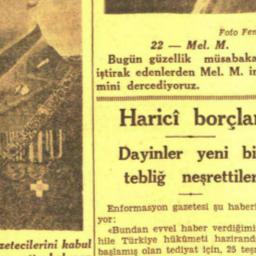 Foto Fe
22 — Mel. M.
Bugün güzellik müsabaka
iştirak edenlerden Mel. M. in
mini dercediyoruz.
Haricî borçlar
Dayinler yeni bi
tebliğ neşrettiler
Enformasyon gazetesi şu haberi
yor:
«Bundan evvel haber verdiğimi
hile Türkiye hükûmeti hazirand
başlamış olan tediyat için, 25 teş
zetecilerini kabul